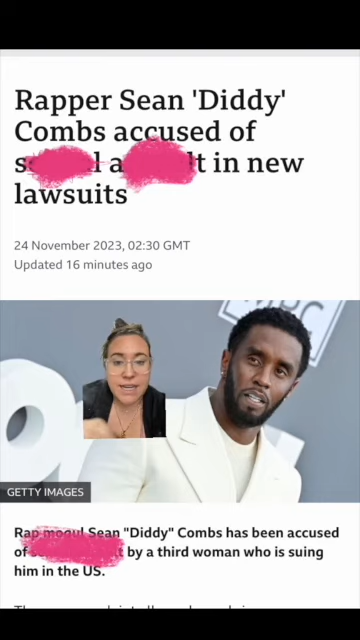 Rapper Sean 'Diddy'
Combs accused of
in new
lawsuits
24 November 2023, 02:30 GMT
Updated 16 minutes ago
GETTY IMAGES
Rap mogul Sean "Diddy" Combs has been accused
of by a third woman who is suing
him in the US.